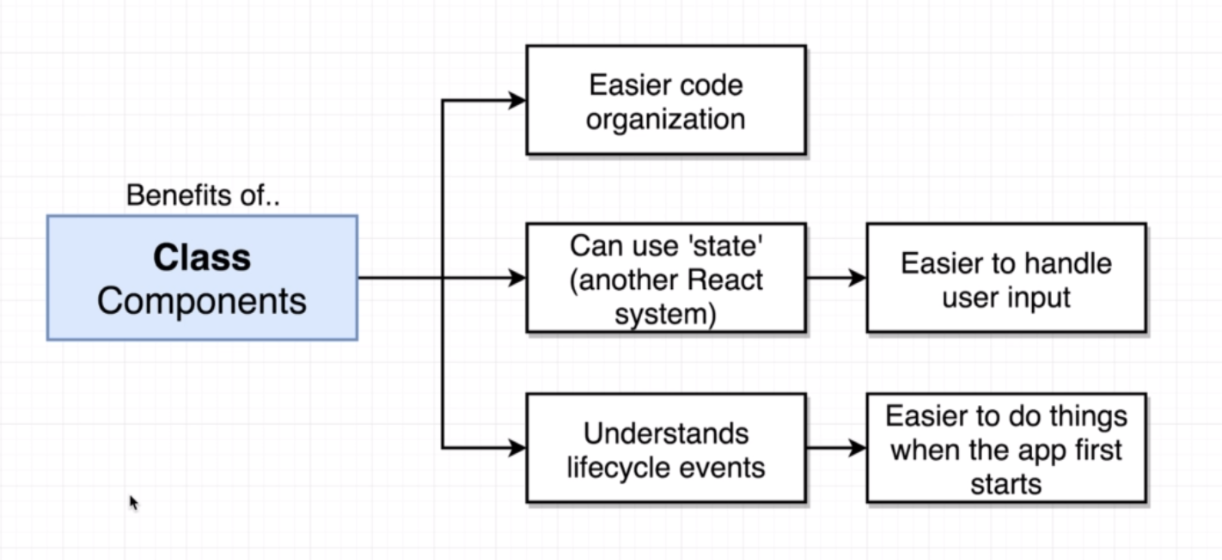 Benefits of..
Class
Components
Easier code
organization
Can use 'state'
(another React
system)
Easier to handle
user input
Understands
lifecycle events
Easier to do things
when the app first
starts